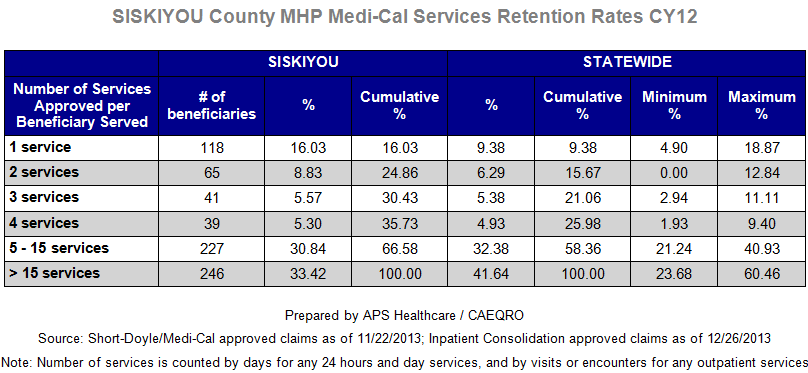 SISKIYOU County MHP Medi-Cal Services Retention Rates CY12
SISKIYOU STATEWIDE
Number of Services Approved per Beneficiary Served # of beneficiaries % Cumulative % % Cumulative % Minimum % Maximum %
1 service 118 16.03 16.03 9.38 9.38 4.90 18.87
2 services 65 8.83 24.86 6.29 15.67 0.00 12.84
3 services 41 5.57 30.43 5.38 21.06 2.94 11.11
4 services 39 5.30 35.73 4.93 25.98 1.93 9.40
5 - 15 services 227 30.84 66.58 32.38 58.36 21.24 40.93
> 15 services 246 33.42 100.00 41.64 100.00 23.68 60.46
Prepared by APS Healthcare / CAEQRO
Source: Short-Doyle/Medi-Cal approved claims as of 11/22/2013; Inpatient Consolidation approved claims as of 12/26/2013
Note: Number of services is counted by days for any 24 hours and day services, and by visits or encounters for any outpatient services